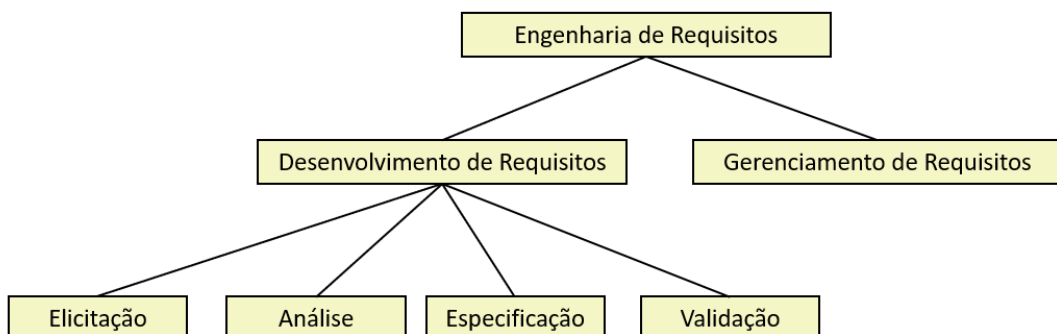 Engenharia de Requisitos
Desenvolvimento de Requisitos
Gerenciamento de Requisitos
Elicitação
Análise
Especificação
Validação